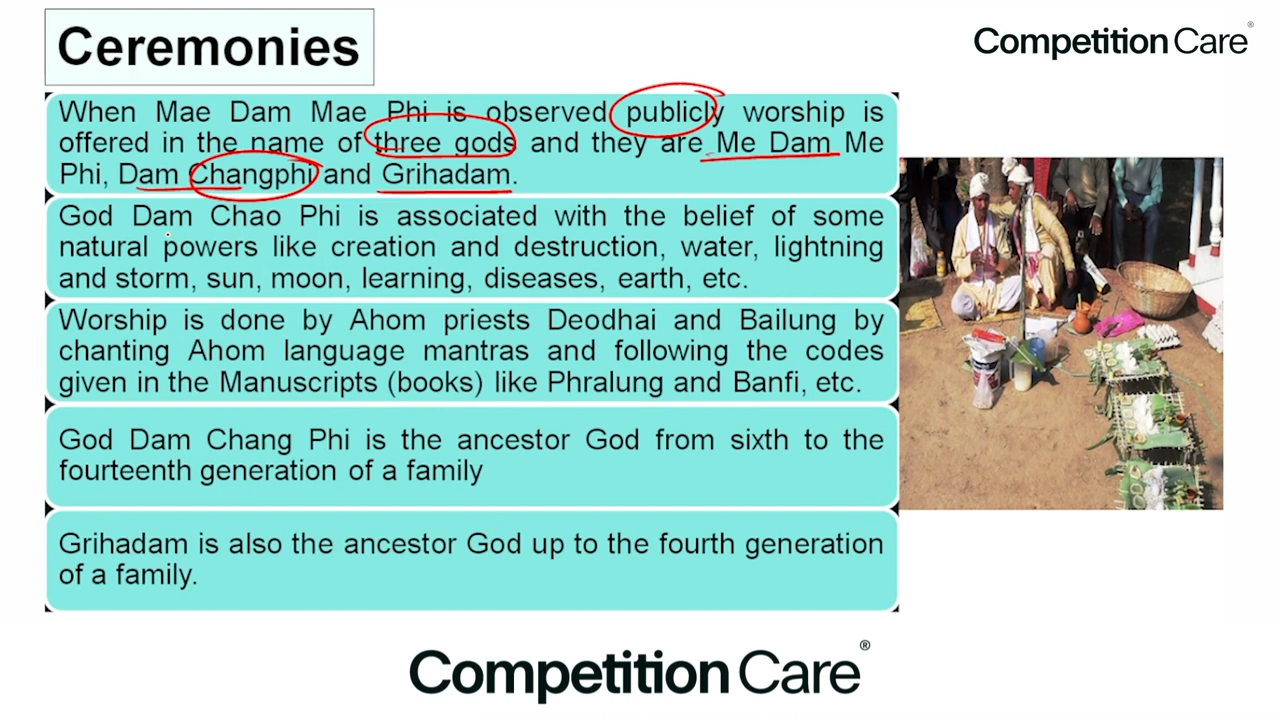 Ceremonies
Competition Care®
When Mae Dam Mae Phi is observed publicly worship is
offered in the name of three gods and they are Me Dam Me
Phi, Dam Changphi and Grihadam.
God Dam Chao Phi is associated with the belief of some
natural powers like creation and destruction, water, lightning
and storm, sun, moon, learning, diseases, earth, etc.
Worship is done by Ahom priests Deodhai and Bailung by
chanting Ahom language mantras and following the codes
given in the Manuscripts (books) like Phralung and Banfi, etc.
God Dam Chang Phi is the ancestor God from sixth to the
fourteenth generation of a family
Grihadam is also the ancestor God up to the fourth generation
of a family.
Competition Care®